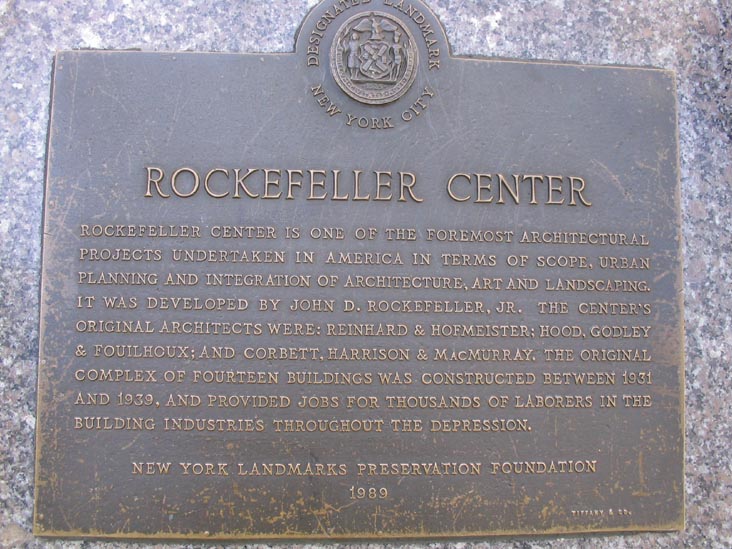 DESIGNATED LANDMARK
NEW YORK CITY
ROCKEFELLER CENTER
ROCKEFELLER CENTER IS ONE OF THE FOREMOST ARCHITECTURAL
PROJECTS UNDERTAKEN IN AMERICA IN TERMS OF SCOPE, URBAN
PLANNING AND INTEGRATION OF ARCHITECTURE, ART AND LANDSCAPING.
IT WAS DEVELOPED BY JOHN D. ROCKEFELLER, JR. THE CENTER'S
ORIGINAL ARCHITECTS WERE: REINHARD & HOFMEISTER; HOOD, GODLEY
& FOUILHOUX; AND CORBETT, HARRISON & MACMURRAY. THE ORIGINAL
COMPLEX OF FOURTEEN BUILDINGS WAS CONSTRUCTED BETWEEN 1931
AND 1939, AND PROVIDED JOBS FOR THOUSANDS OF LABORERS IN THE
BUILDING INDUSTRIES THROUGHOUT THE DEPRESSION.
NEW YORK LANDMARKS PRESERVATION FOUNDATION
1989
TIFFANY & CO.